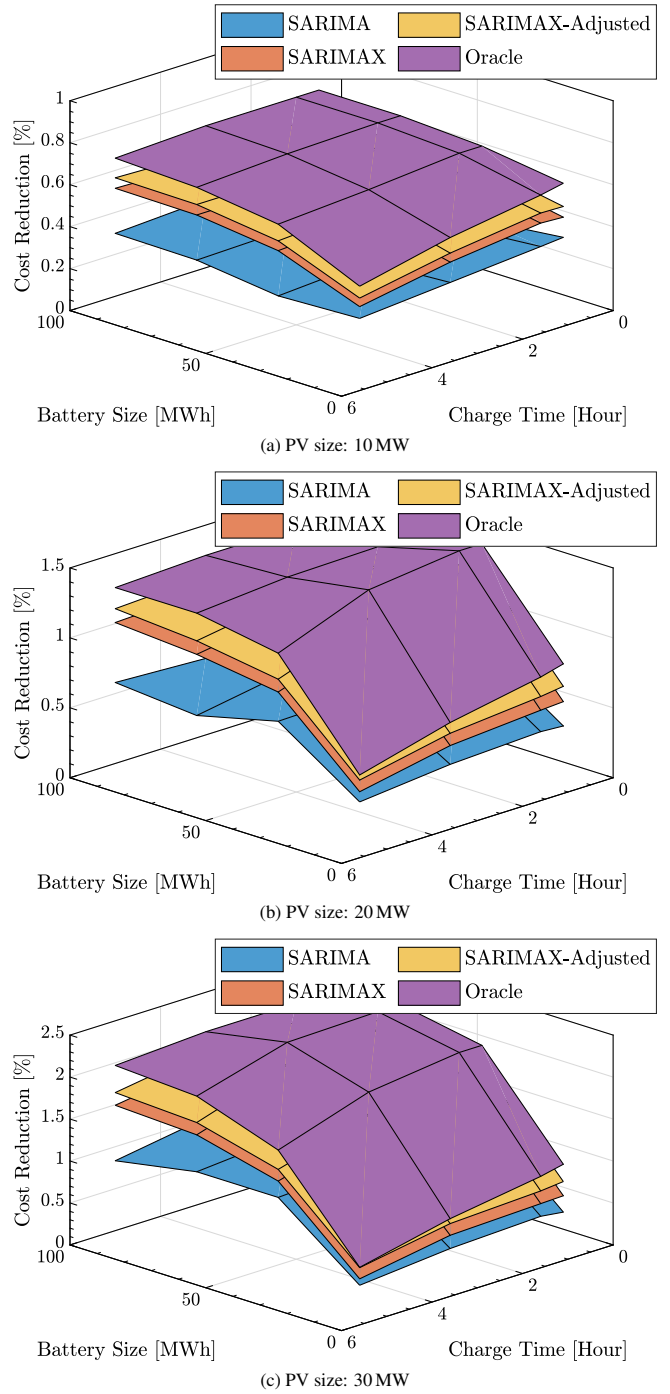 SARIMA
SARIMAX-Adjusted
SARIMAX
Oracle
1
0.8
0.6
0.4
0.2
0
Cost Reduction [%]
100
50
0
6
4
2
0
Battery Size [MWh]
Charge Time [Hour]
(a) PV size: 10 MW
SARIMA
SARIMAX-Adjusted
SARIMAX
Oracle
1.5
1
0.5
0
Cost Reduction [%]
100
50
0
6
4
2
0
Battery Size [MWh]
Charge Time [Hour]
(b) PV size: 20 MW
SARIMA
SARIMAX-Adjusted
SARIMAX
Oracle
2.5
2
1.5
1
0.5
0
Cost Reduction [%]
100
50
0
6
4
2
0
Battery Size [MWh]
Charge Time [Hour]
(c) PV size: 30 MW